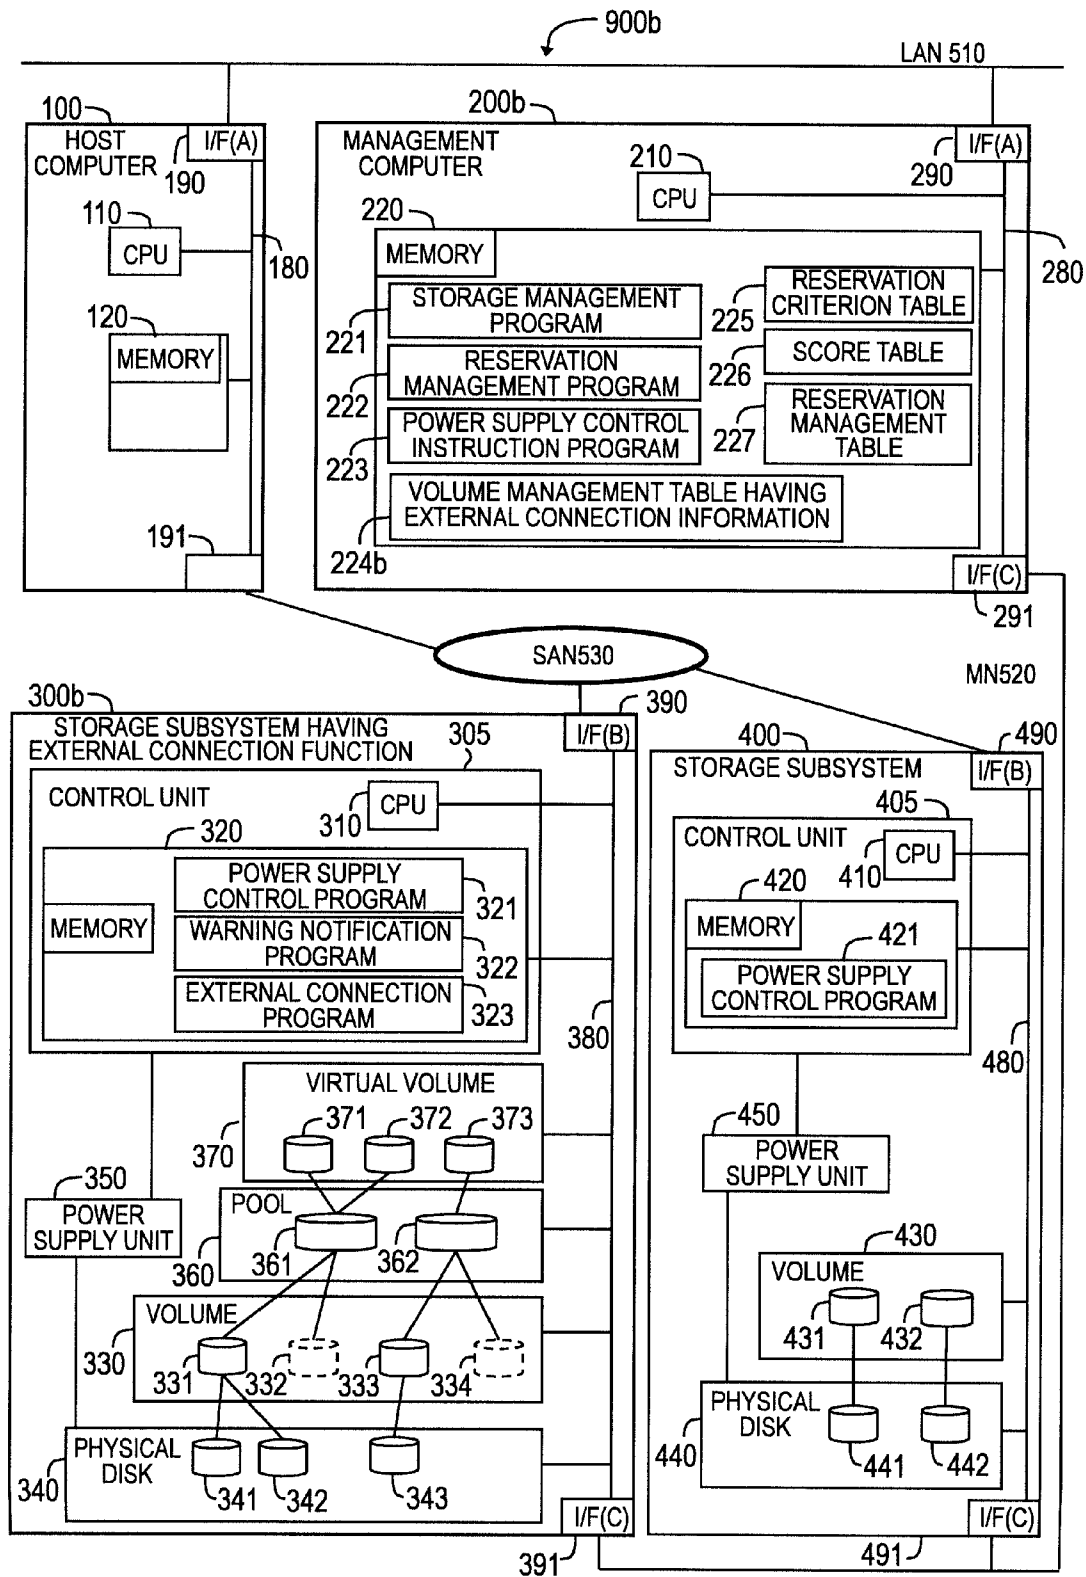 900b
LAN 510
100
HOST
COMPUTER
I/F(A)
190
110
CPU
180
120
MEMORY
191
200b
MANAGEMENT
COMPUTER
I/F(A)
290
210
CPU
280
220
MEMORY
STORAGE MANAGEMENT
PROGRAM
221
RESERVATION
MANAGEMENT PROGRAM
222
POWER SUPPLY CONTROL
INSTRUCTION PROGRAM
223
VOLUME MANAGEMENT TABLE HAVING
EXTERNAL CONNECTION INFORMATION
224b
RESERVATION
CRITERION TABLE
225
SCORE TABLE
226
RESERVATION
MANAGEMENT
TABLE
227
I/F(C)
291
SAN530
MN520
300b
STORAGE SUBSYSTEM HAVING
EXTERNAL CONNECTION FUNCTION
I/F(B)
390
305
CONTROL UNIT
310
CPU
320
MEMORY
POWER SUPPLY
CONTROL PROGRAM
321
WARNING NOTIFICATION
PROGRAM
322
EXTERNAL CONNECTION
PROGRAM
323
380
VIRTUAL VOLUME
370
371
372
373
350
POWER
SUPPLY UNIT
POOL
360
361
362
VOLUME
330
331
332
333
334
PHYSICAL
DISK
340
341
342
343
I/F(C)
391
400
STORAGE SUBSYSTEM
I/F(B)
490
405
CONTROL UNIT
410
CPU
420
MEMORY
421
POWER SUPPLY
CONTROL PROGRAM
480
450
POWER
SUPPLY UNIT
430
VOLUME
431
432
PHYSICAL
DISK
440
441
442
I/F(C)
491